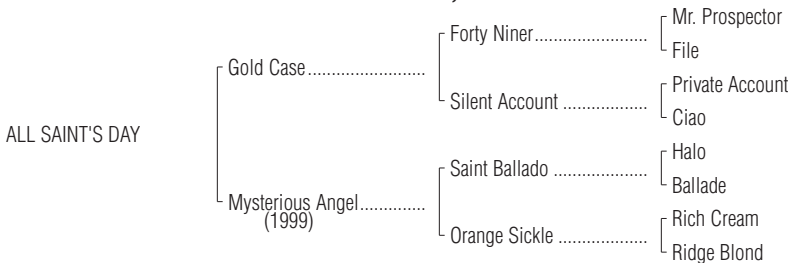 Mr. Prospector
Forty Niner........................
File
Gold Case.........................
Private Account
Silent Account ..................
Ciao
ALL SAINT'S DAY
Halo
Saint Ballado ....................
Ballade
Mysterious Angel..............
(1999)
Rich Cream
Orange Sickle ...................
Ridge Blond